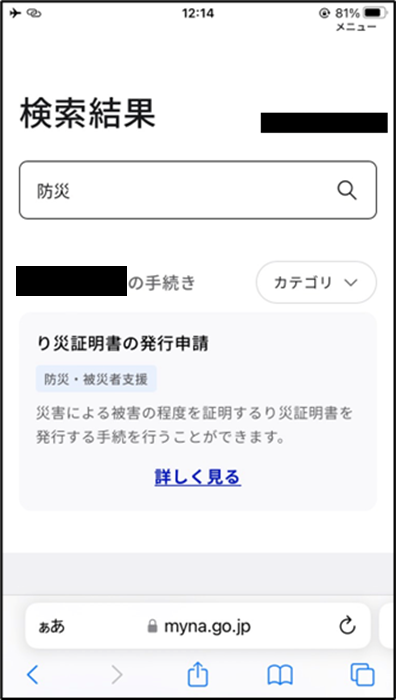 12:14
81%
メニュー
検索結果
防災
の手続き
カテゴリ
り災証明書の発行申請
防災・被災者支援
災害による被害の程度を証明するり災証明書を
発行する手続を行うことができます。
詳しく見る
ぁあ
myna.go.jp